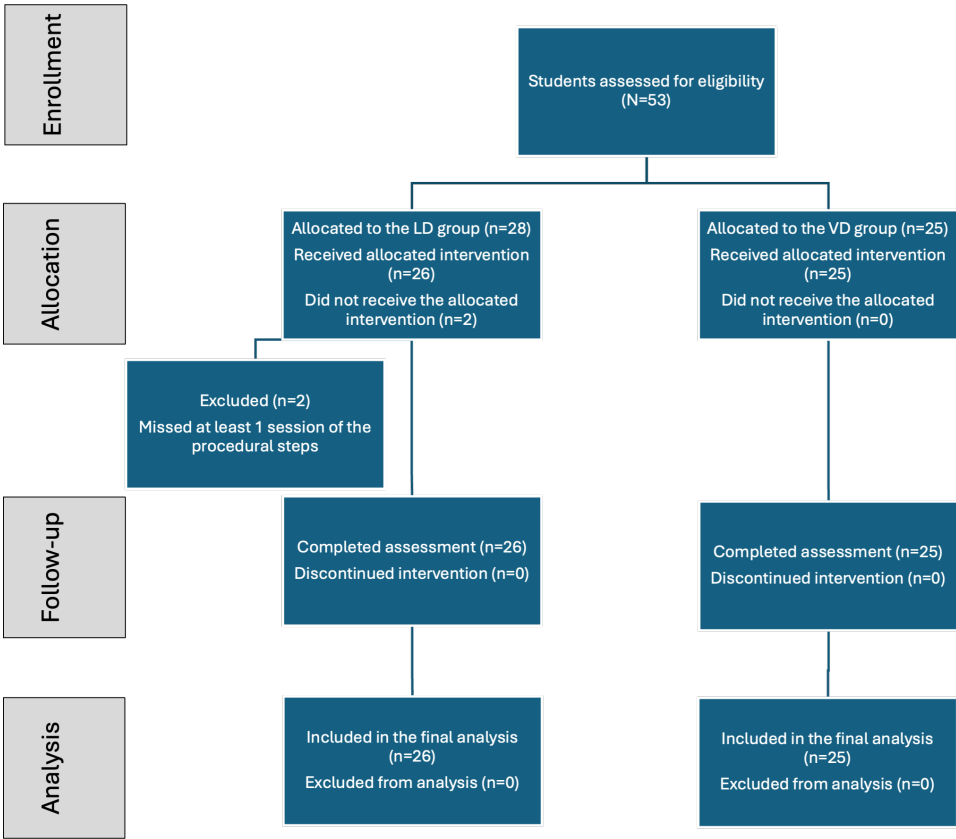 Enrollment
Students assessed for eligibility
(N=53)
Allocation
Allocated to the LD group (n=28)
Received allocated intervention
(n=26)
Did not receive the allocated
intervention (n=2)
Allocated to the VD group (n=25)
Received allocated intervention
(n=25)
Did not receive the allocated
intervention (n=0)
Excluded (n=2)
Missed at least 1 session of the
procedural steps
Follow-up
Completed assessment (n=26)
Discontinued intervention (n=0)
Completed assessment (n=25)
Discontinued intervention (n=0)
Analysis
Included in the final analysis
(n=26)
Excluded from analysis (n=0)
Included in the final analysis
(n=25)
Excluded from analysis (n=0)